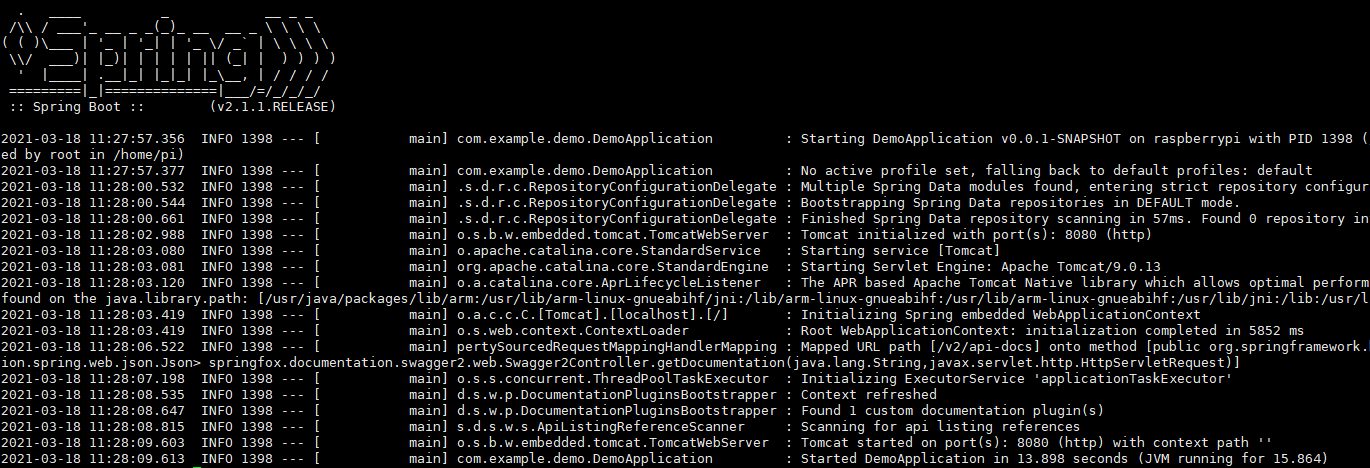 .   ____          _            __ _ _
 /\\ / ___'_ __ _ _(_)_ __  __ _ \ \ \ \
( ( )\___ | '_ | '_| | '_ \/ _` | \ \ \ \
 \\/  ___)| |_)| | | | | || (_| |  ) ) ) )
  '  |____| .__|_| |_|_| |_\__, | / / / /
 =========|_|==============|___/=/_/_/_/
 :: Spring Boot ::        (v2.1.1.RELEASE)

2021-03-18 11:27:57.356  INFO 1398 --- [           main] com.example.demo.DemoApplication         : Starting DemoApplication v0.0.1-SNAPSHOT on raspberrypi with PID 1398 (
ed by root in /home/pi)
2021-03-18 11:27:57.377  INFO 1398 --- [           main] com.example.demo.DemoApplication         : No active profile set, falling back to default profiles: default
2021-03-18 11:28:00.532  INFO 1398 --- [           main] .s.d.r.c.RepositoryConfigurationDelegate : Multiple Spring Data modules found, entering strict repository configur
2021-03-18 11:28:00.544  INFO 1398 --- [           main] .s.d.r.c.RepositoryConfigurationDelegate : Bootstrapping Spring Data repositories in DEFAULT mode.
2021-03-18 11:28:00.661  INFO 1398 --- [           main] .s.d.r.c.RepositoryConfigurationDelegate : Finished Spring Data repository scanning in 57ms. Found 0 repository in
2021-03-18 11:28:02.988  INFO 1398 --- [           main] o.s.b.w.embedded.tomcat.TomcatWebServer  : Tomcat initialized with port(s): 8080 (http)
2021-03-18 11:28:03.080  INFO 1398 --- [           main] o.apache.catalina.core.StandardService   : Starting service [Tomcat]
2021-03-18 11:28:03.081  INFO 1398 --- [           main] org.apache.catalina.core.StandardEngine  : Starting Servlet Engine: Apache Tomcat/9.0.13
2021-03-18 11:28:03.120  INFO 1398 --- [           main] o.a.catalina.core.AprLifecycleListener   : The APR based Apache Tomcat Native library which allows optimal perform
found on the java.library.path: [/usr/java/packages/lib/arm:/usr/lib/arm-linux-gnueabihf/jni:/lib/arm-linux-gnueabihf:/usr/lib/arm-linux-gnueabihf:/usr/lib/jni:/lib:/usr/l
2021-03-18 11:28:03.419  INFO 1398 --- [           main] o.a.c.c.C.[Tomcat].[localhost].[/]       : Initializing Spring embedded WebApplicationContext
2021-03-18 11:28:03.419  INFO 1398 --- [           main] o.s.web.context.ContextLoader            : Root WebApplicationContext: initialization completed in 5852 ms
2021-03-18 11:28:06.522  INFO 1398 --- [           main] pertySourcedRequestMappingHandlerMapping : Mapped URL path [/v2/api-docs] onto method [public org.springframework.
ion.spring.web.json.Json> springfox.documentation.swagger2.web.Swagger2Controller.getDocumentation(java.lang.String,javax.servlet.http.HttpServletRequest)]
2021-03-18 11:28:07.198  INFO 1398 --- [           main] o.s.s.concurrent.ThreadPoolTaskExecutor  : Initializing ExecutorService 'applicationTaskExecutor'
2021-03-18 11:28:08.535  INFO 1398 --- [           main] d.s.w.p.DocumentationPluginsBootstrapper : Context refreshed
2021-03-18 11:28:08.647  INFO 1398 --- [           main] d.s.w.p.DocumentationPluginsBootstrapper : Found 1 custom documentation plugin(s)
2021-03-18 11:28:08.815  INFO 1398 --- [           main] s.d.s.w.s.ApiListingReferenceScanner     : Scanning for api listing references
2021-03-18 11:28:09.603  INFO 1398 --- [           main] o.s.b.w.embedded.tomcat.TomcatWebServer  : Tomcat started on port(s): 8080 (http) with context path ''
2021-03-18 11:28:09.613  INFO 1398 --- [           main] com.example.demo.DemoApplication         : Started DemoApplication in 13.898 seconds (JVM running for 15.864)